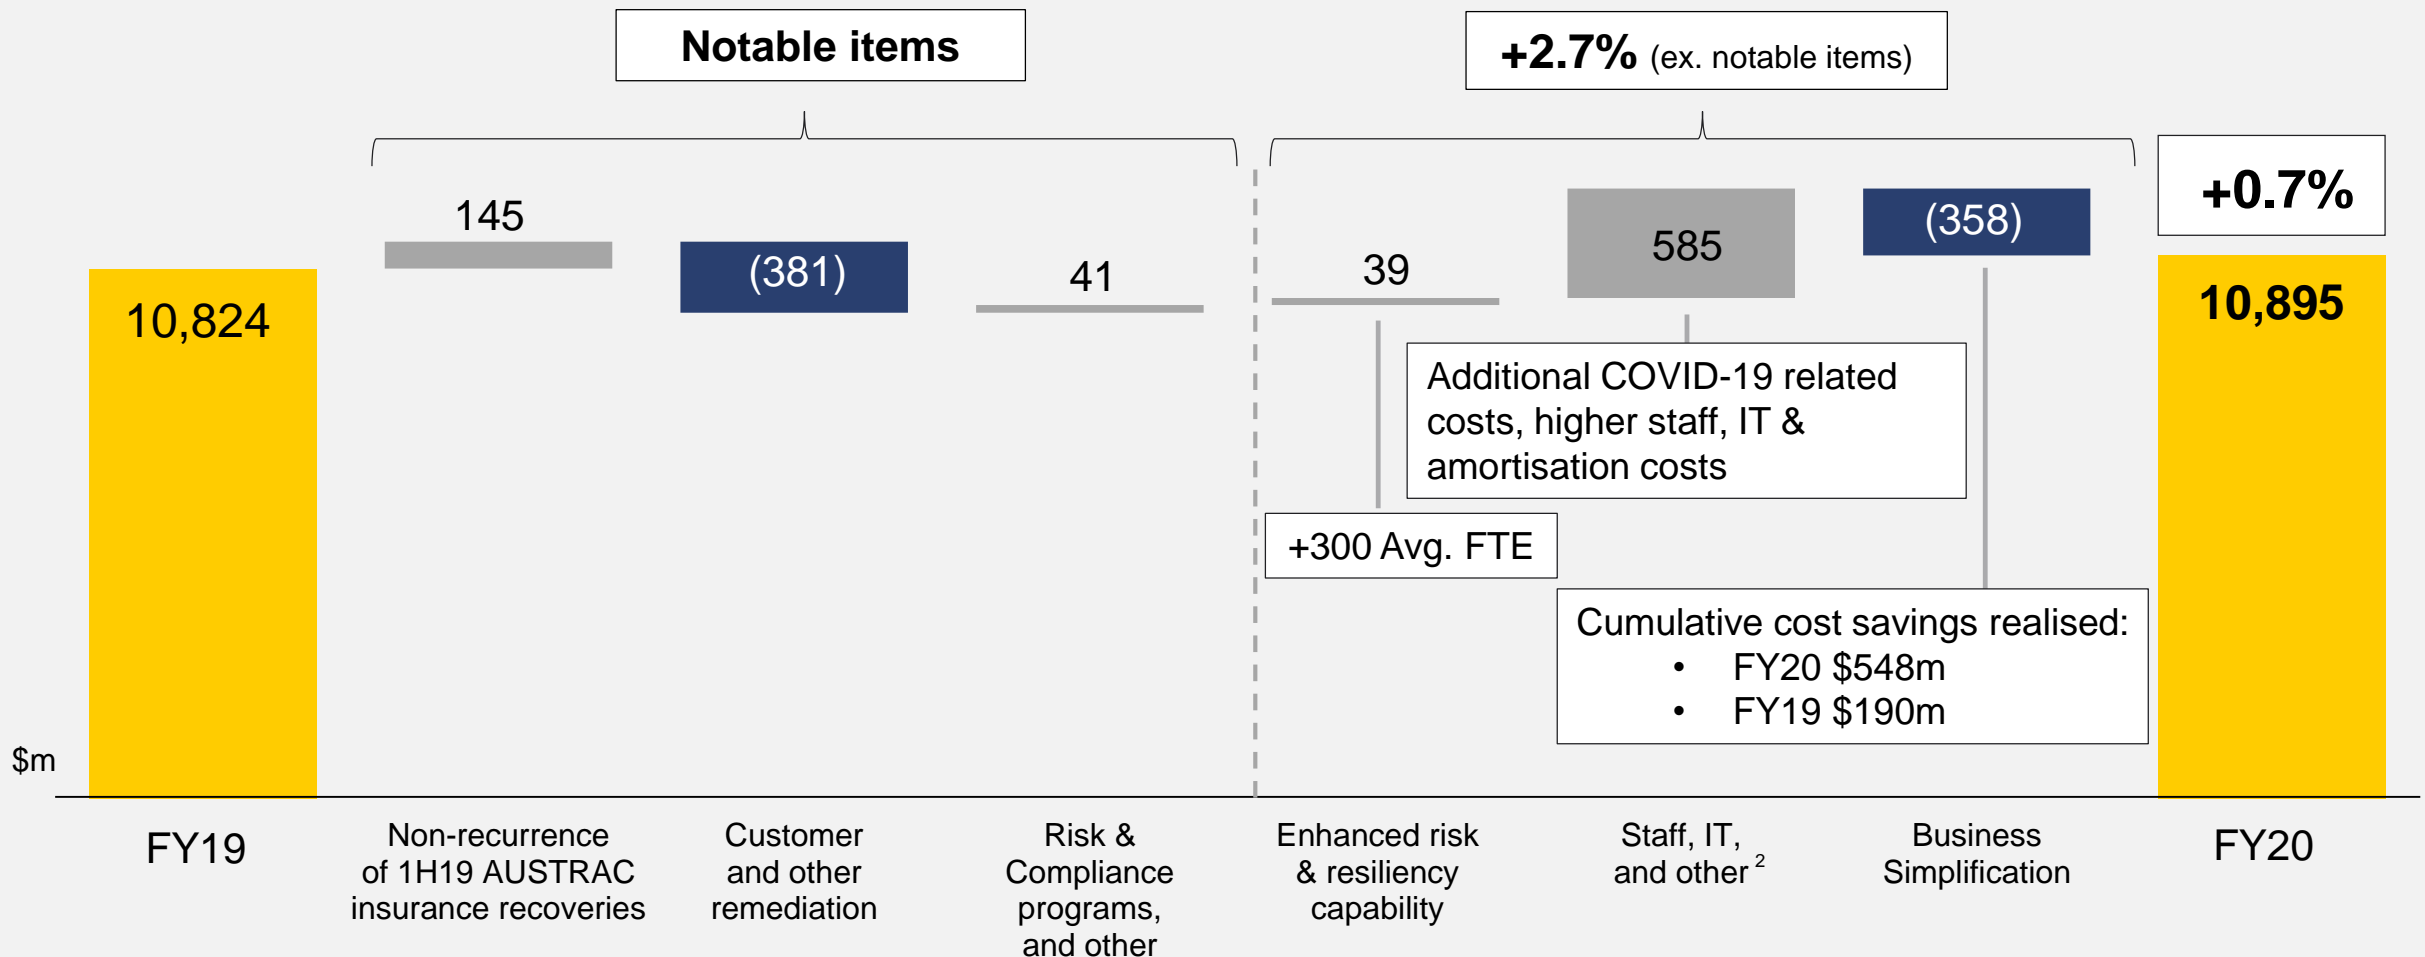 Notable items
+2.7% (ex. notable items)
+0.7%
10,824
145
(381)
41
39
585
(358)
10,895
Additional COVID-19 related
costs, higher staff, IT &
amortisation costs
+300 Avg. FTE
Cumulative cost savings realised:
• FY20 $548m
• FY19 $190m
$m
FY19
Non-recurrence
of 1H19 AUSTRAC
insurance recoveries
Customer
and other
remediation
Risk &
Compliance
programs,
and other
Enhanced risk
& resiliency
capability
Staff, IT,
and other 2
Business
Simplification
FY20